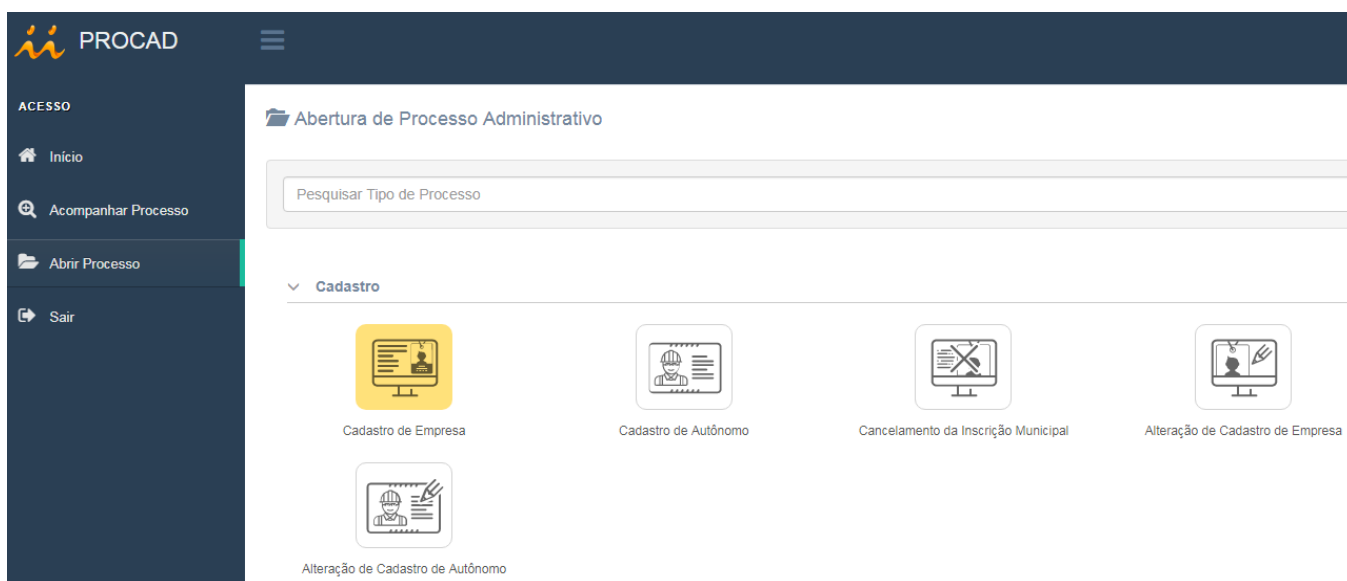 PROCAD
ACESSO
Início
Acompanhar Processo
Abrir Processo
Sair
Abertura de Processo Administrativo
Pesquisar Tipo de Processo
Cadastro
Cadastro de Empresa
Cadastro de Autônomo
Cancelamento da Inscrição Municipal
Alteração de Cadastro de Empresa
Alteração de Cadastro de Autônomo